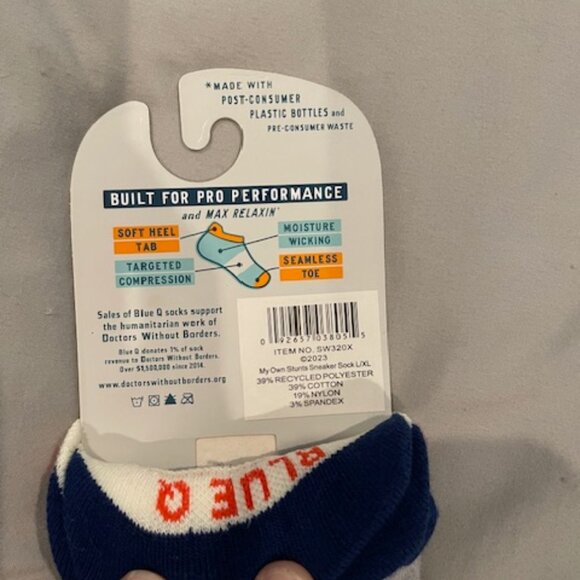 *MADE WITH
POST-CONSUMER
PLASTIC BOTTLES and
PRE-CONSUMER WASTE
BUILT FOR PRO PERFORMANCE
and MAX RELAXIN'
SOFT HEEL
TAB
MOISTURE
WICKING
TARGETED
COMPRESSION
SEAMLESS
TOE
Sales of Blue Q socks support
the humanitarian work of
Doctors Without Borders.
Blue Q donates 1% of sock
revenue to Doctors Without Borders.
Over $1,500,000 since 2014.
www.doctorswithoutborders.org
0 92657 03805 5
ITEM NO. SW320X
©2023
My Own Stunts Sneaker Sock L/XL
39% RECYCLED POLYESTER
39% COTTON
19% NYLON
3% SPANDEX
BLUE Q